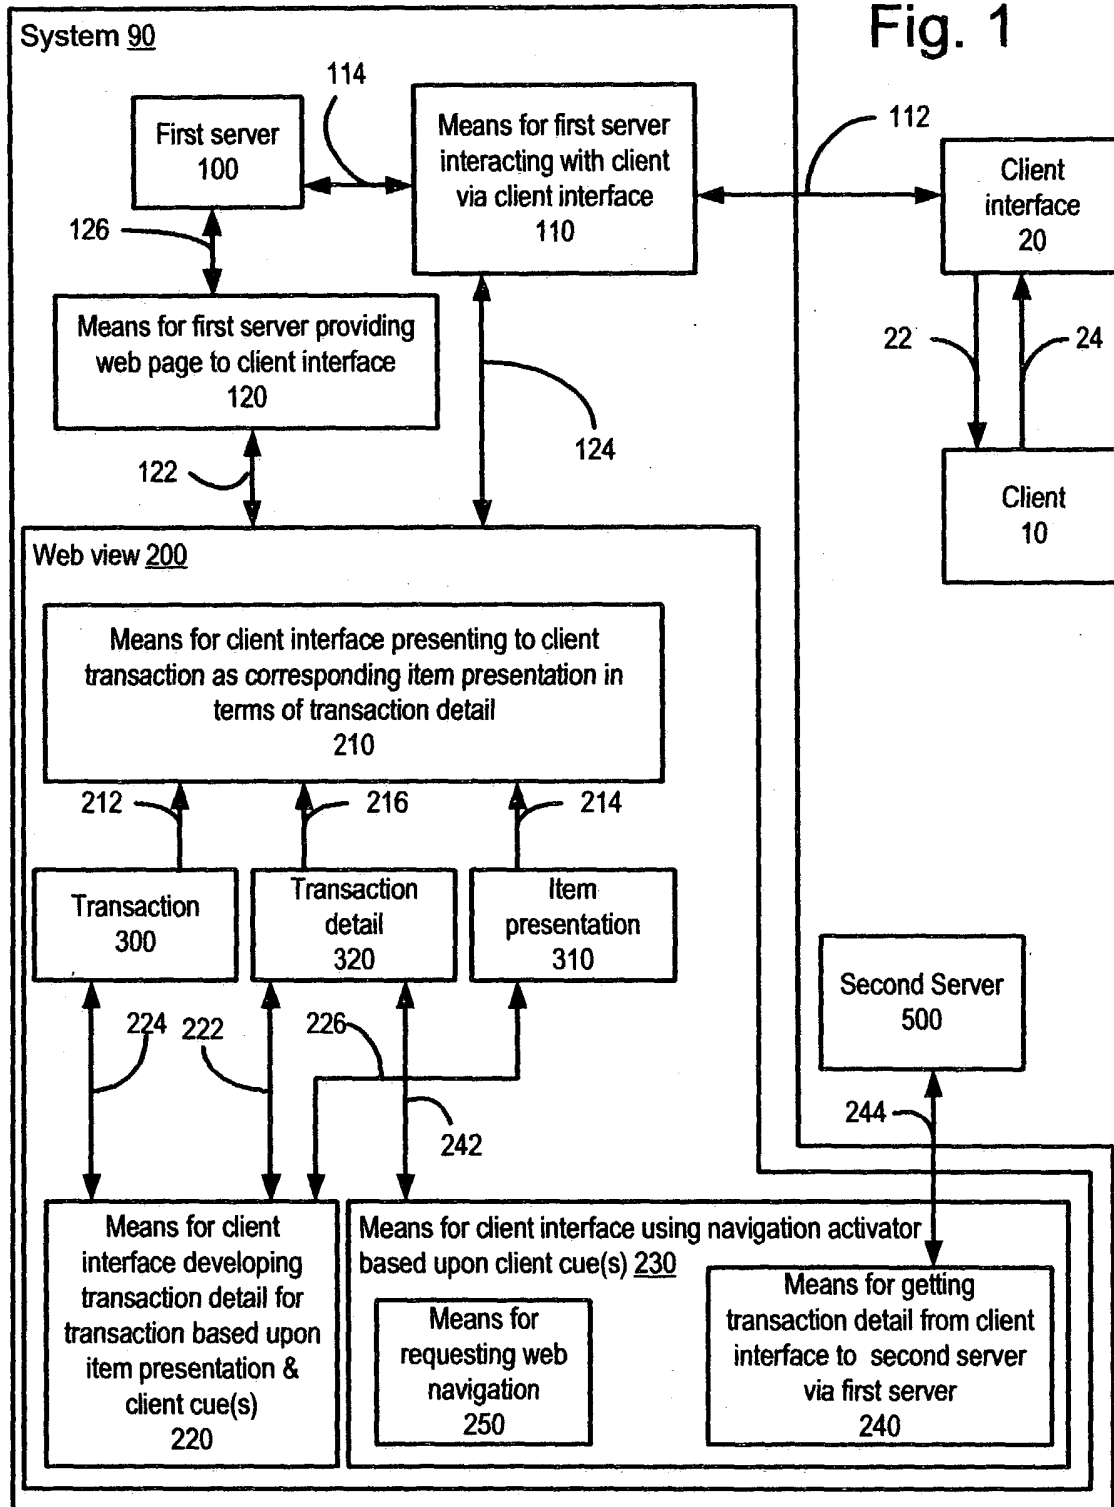 Fig. 1
System 90
114
112
First server
100
Means for first server
interacting with client
via client interface
110
Client
interface
20
126
Means for first server providing
web page to client interface
120
22
24
124
122
Client
10
Web view 200
Means for client interface presenting to client
transaction as corresponding item presentation in
terms of transaction detail
210
212
216
214
Transaction
300
Transaction
detail
320
Item
presentation
310
Second Server
500
224
222
226
244
242
Means for client
interface developing
transaction detail for
transaction based upon
item presentation &
client cue(s)
220
Means for client interface using navigation activator
based upon client cue(s) 230
Means for
requesting web
navigation
250
Means for getting
transaction detail from client
interface to second server
via first server
240